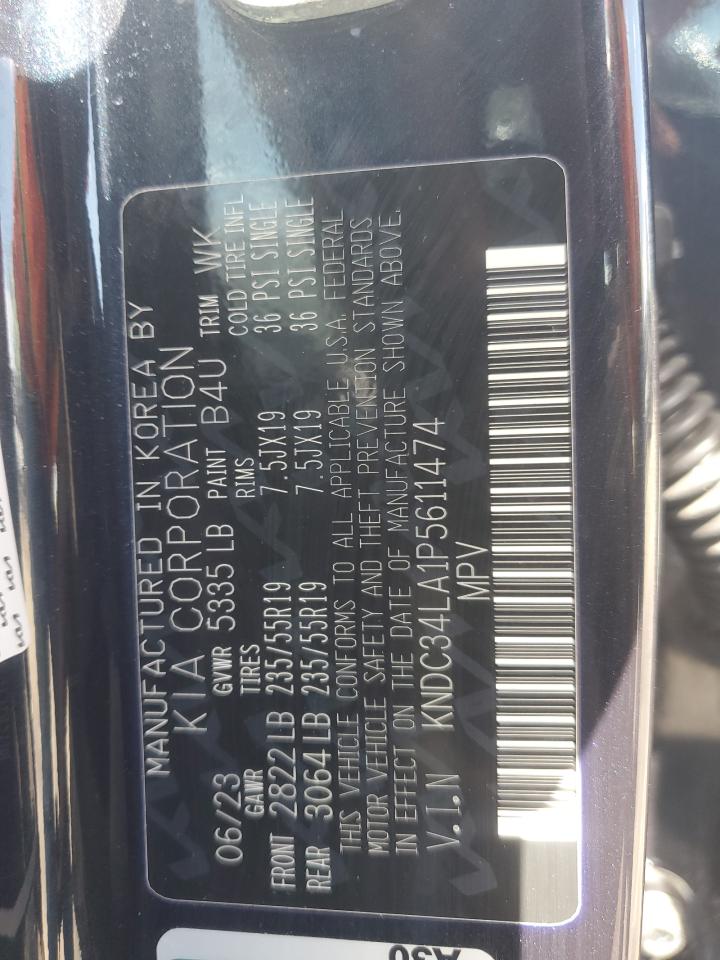 MANUFACTURED IN KOREA BY
KIA CORPORATION
06/23 GVWR 5335 LB PAINT B4U TRIM WK
GAWR TIRES RIMS COLD TIRE INFL
FRONT 2822 LB 235/55R19 7.5JX19 36 PSI SINGLE
REAR 3064 LB 235/55R19 7.5JX19 36 PSI SINGLE
THIS VEHICLE CONFORMS TO ALL APPLICABLE U.S.A. FEDERAL
MOTOR VEHICLE SAFETY AND THEFT PREVENTION STANDARDS
IN EFFECT ON THE DATE OF MANUFACTURE SHOWN ABOVE.
V.I.N KNDC34LA1P5611474
MPV
A30